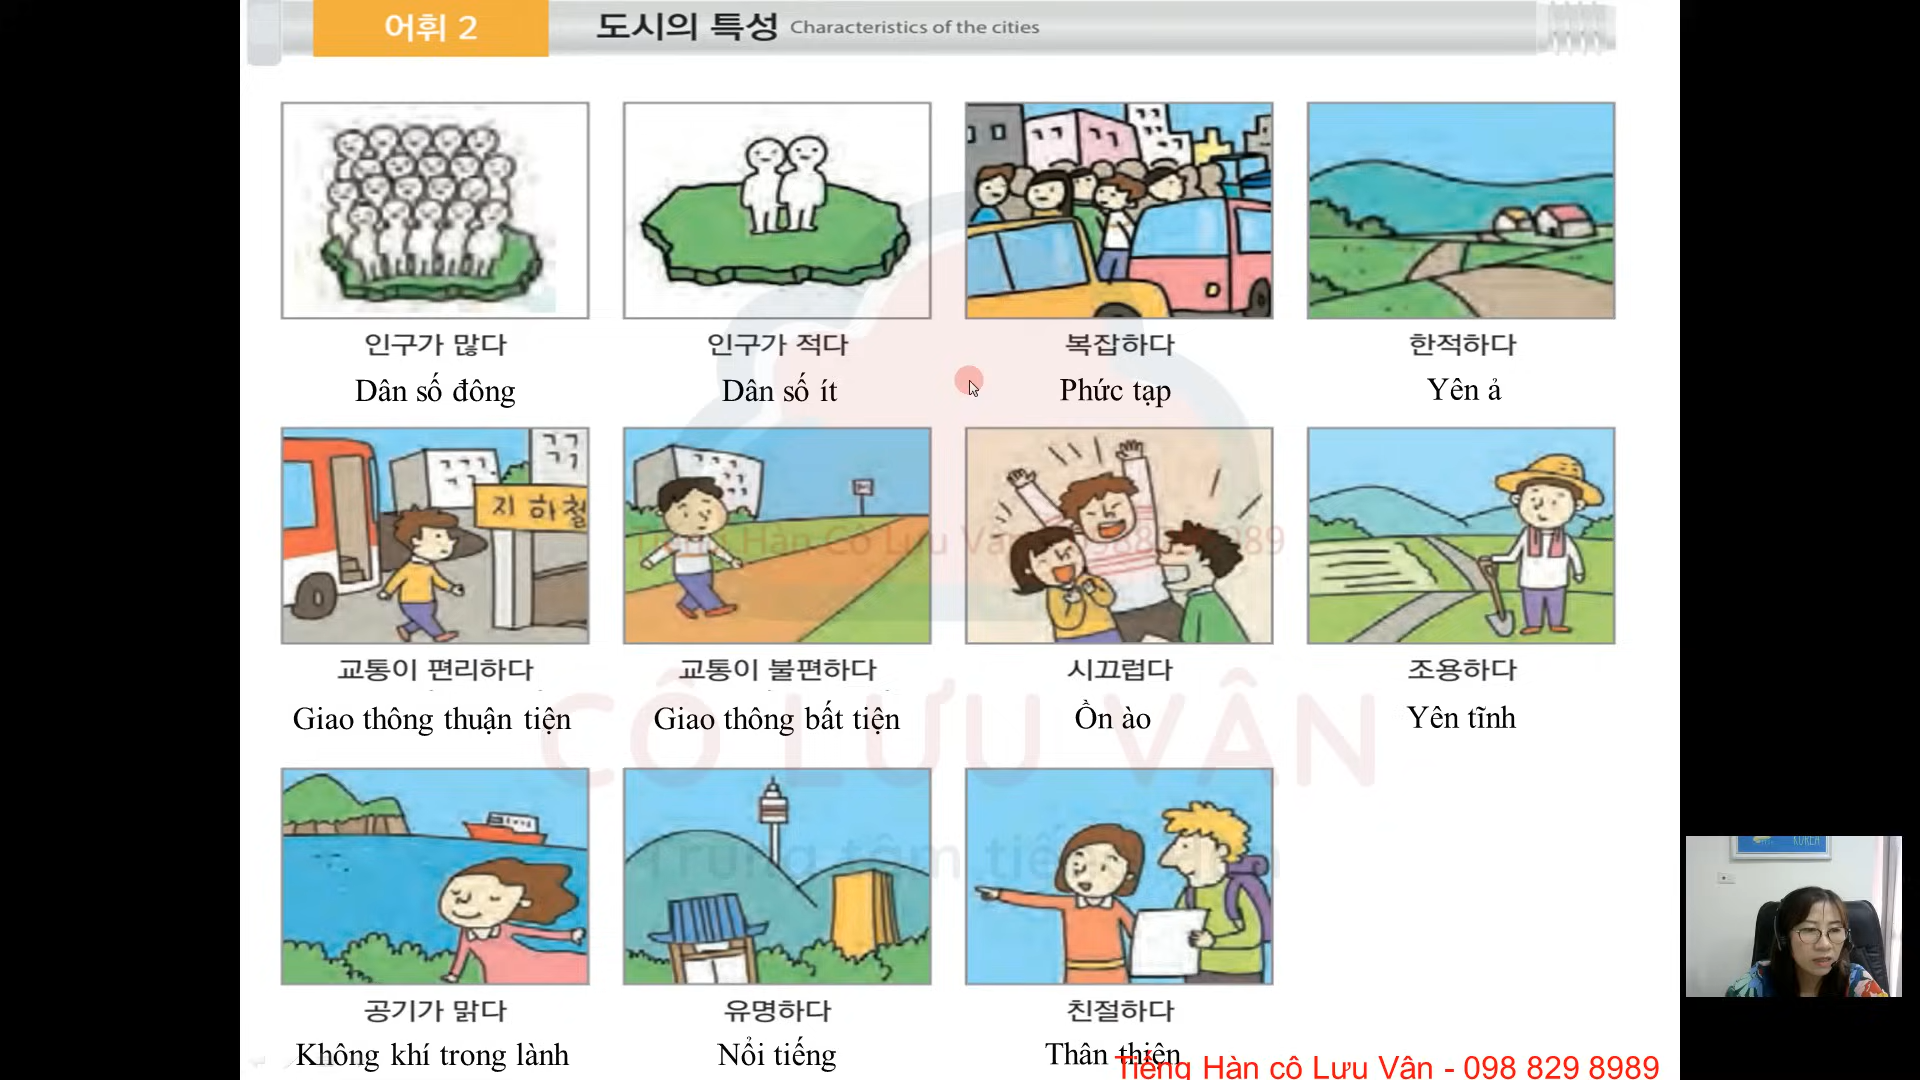 어휘 2
도시의 특성 Characteristics of the cities
인구가 많다
인구가 적다
복잡하다
한적하다
Dân số đông
Dân số ít
Phức tạp
Yên ả
지하철
교통이 편리하다
교통이 불편하다
시끄럽다
조용하다
Giao thông thuận tiện
Giao thông bất tiện
Ồn ào
Yên tĩnh
CÔ LƯU VÂN
공기가 맑다
유명하다
친절하다
Không khí trong lành
Nổi tiếng
Thân thiện
Tiếng Hàn cô Lưu Vân - 098 829 8989
KOREA